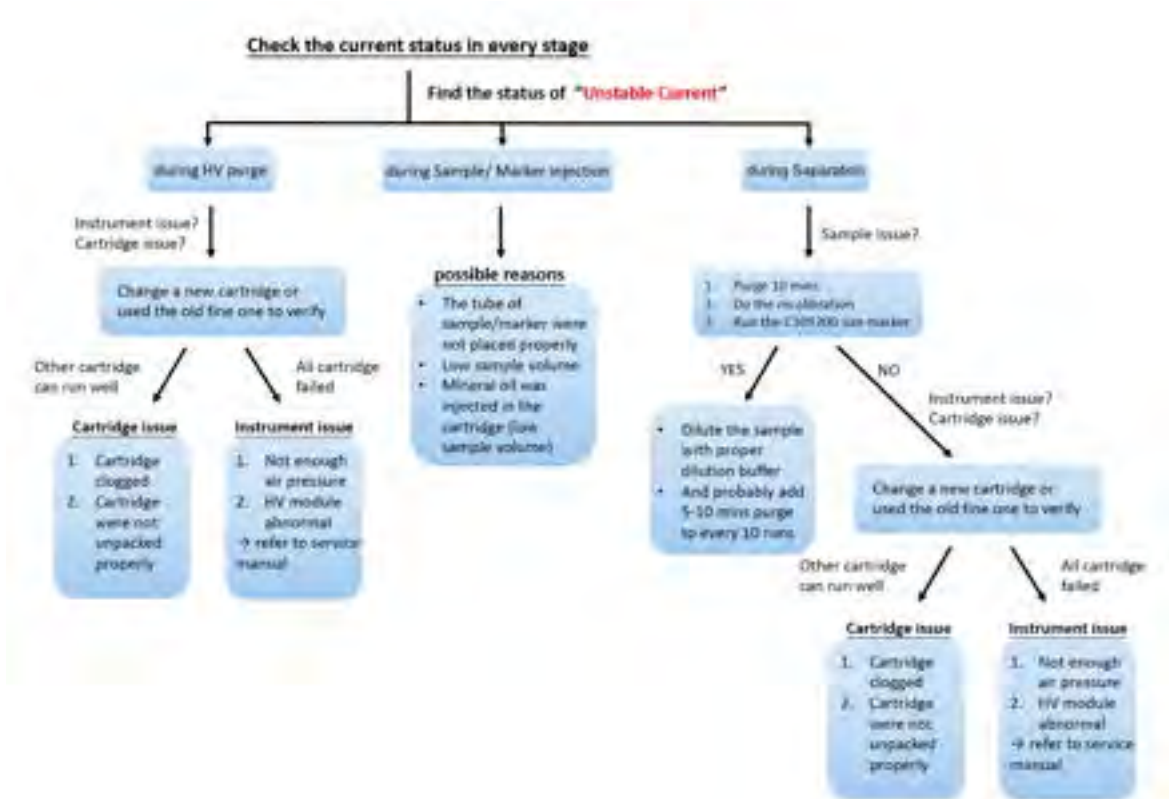 Check the current status in every stage
Find the status of "Unstable Current"
during HV purge
during Sample/ Marker injection
during Separation
Instrument issue?
Cartridge issue?
Change a new cartridge or
used the old fine one to verify
Other cartridge
can run well
All cartridge
failed
Cartridge issue
1. Cartridge
clogged
2. Cartridge
were not
unpacked
properly
Instrument issue
1. Not enough
air pressure
2. HV module
abnormal
→ refer to service
manual
possible reasons
• The tube of
sample/marker were
not placed properly
• Low sample volume
• Mineral oil was
injected in the
cartridge (low
sample volume)
Sample issue?
1. Purge 10 mins
2. Do the recalibration
3. Run the size marker
YES
NO
• Dilute the sample
with proper
dilution buffer
• And probably add
5-10 mins purge
to every 10 runs
Instrument issue?
Cartridge issue?
Change a new cartridge or
used the old fine one to verify
Other cartridge
can run well
All cartridge
failed
Cartridge issue
1. Cartridge
clogged
2. Cartridge
were not
unpacked
properly
Instrument issue
1. Not enough
air pressure
2. HV module
abnormal
→ refer to service
manual